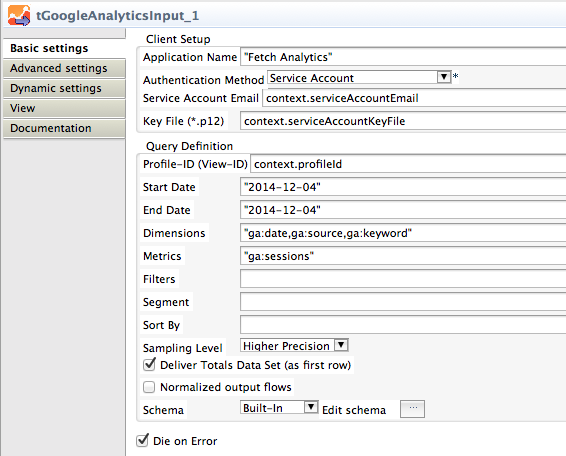 tGoogleAnalyticsInput_1
Basic settings
Advanced settings
Dynamic settings
View
Documentation
Client Setup
Application Name "Fetch Analytics"
Authentication Method Service Account *
Service Account Email context.serviceAccountEmail
Key File (*.p12) context.serviceAccountKeyFile
Query Definition
Profile-ID (View-ID) context.profileId
Start Date "2014-12-04"
End Date "2014-12-04"
Dimensions "ga:date,ga:source,ga:keyword"
Metrics "ga:sessions"
Filters
Segment
Sort By
Sampling Level Higher Precision
Deliver Totals Data Set (as first row)
Normalized output flows
Schema Built-In Edit schema ...
Die on Error